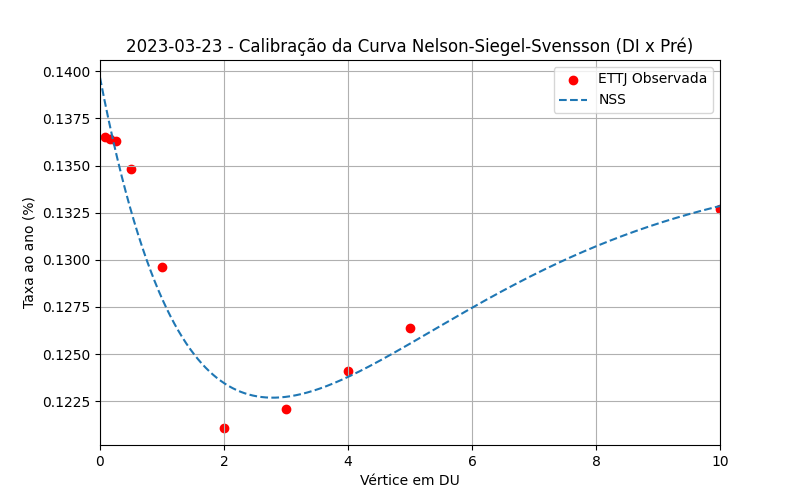 2023-03-23 - Calibração da Curva Nelson-Siegel-Svensson (DI x Pré)
ETTJ Observada
NSS
Taxa ao ano (%)
0.1400
0.1375
0.1350
0.1325
0.1300
0.1275
0.1250
0.1225
0 2 4 6 8 10
Vértice em DU